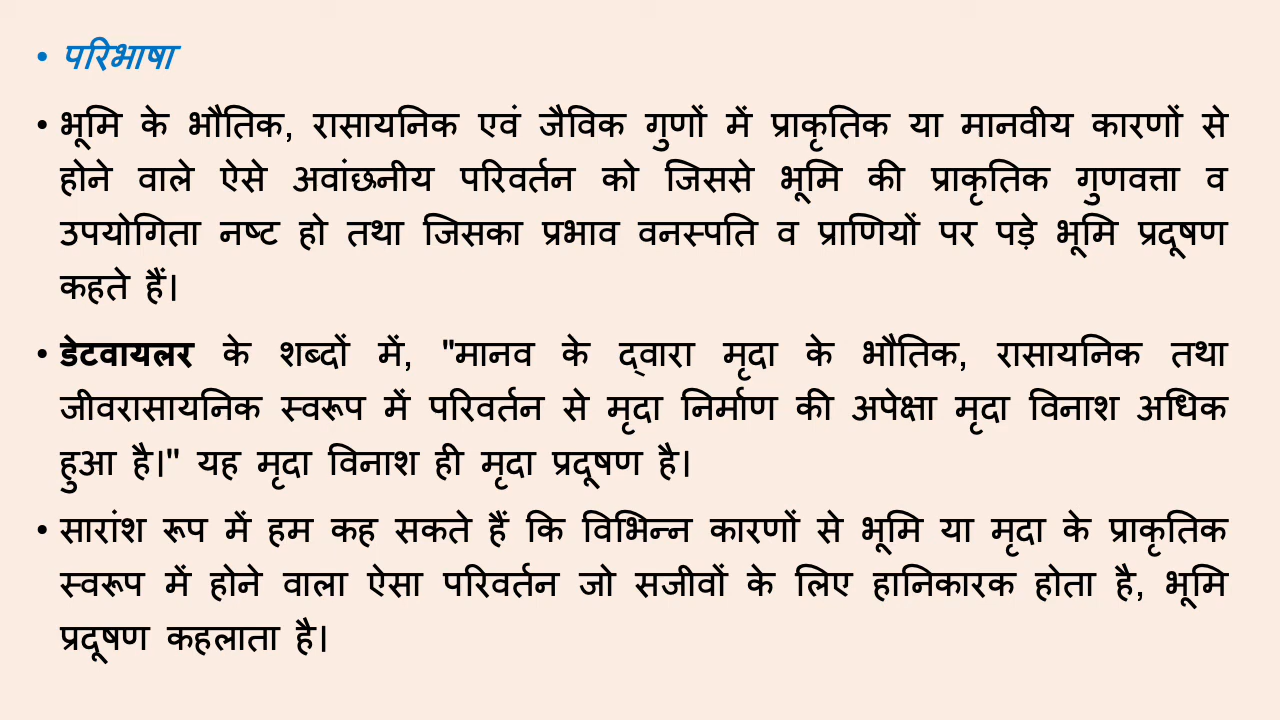 • परिभाषा
• भूमि के भौतिक, रासायनिक एवं जैविक गुणों में प्राकृतिक या मानवीय कारणों से
होने वाले ऐसे अवांछनीय परिवर्तन को जिससे भूमि की प्राकृतिक गुणवत्ता व
उपयोगिता नष्ट हो तथा जिसका प्रभाव वनस्पति व प्राणियों पर पड़े भूमि प्रदूषण
कहते हैं।
• डेटवायलर के शब्दों में, "मानव के द्वारा मृदा के भौतिक, रासायनिक तथा
जीवरासायनिक स्वरूप में परिवर्तन से मृदा निर्माण की अपेक्षा मृदा विनाश अधिक
हुआ है।" यह मृदा विनाश ही मृदा प्रदूषण है।
• सारांश रूप में हम कह सकते हैं कि विभिन्न कारणों से भूमि या मृदा के प्राकृतिक
स्वरूप में होने वाला ऐसा परिवर्तन जो सजीवों के लिए हानिकारक होता है, भूमि
प्रदूषण कहलाता है।